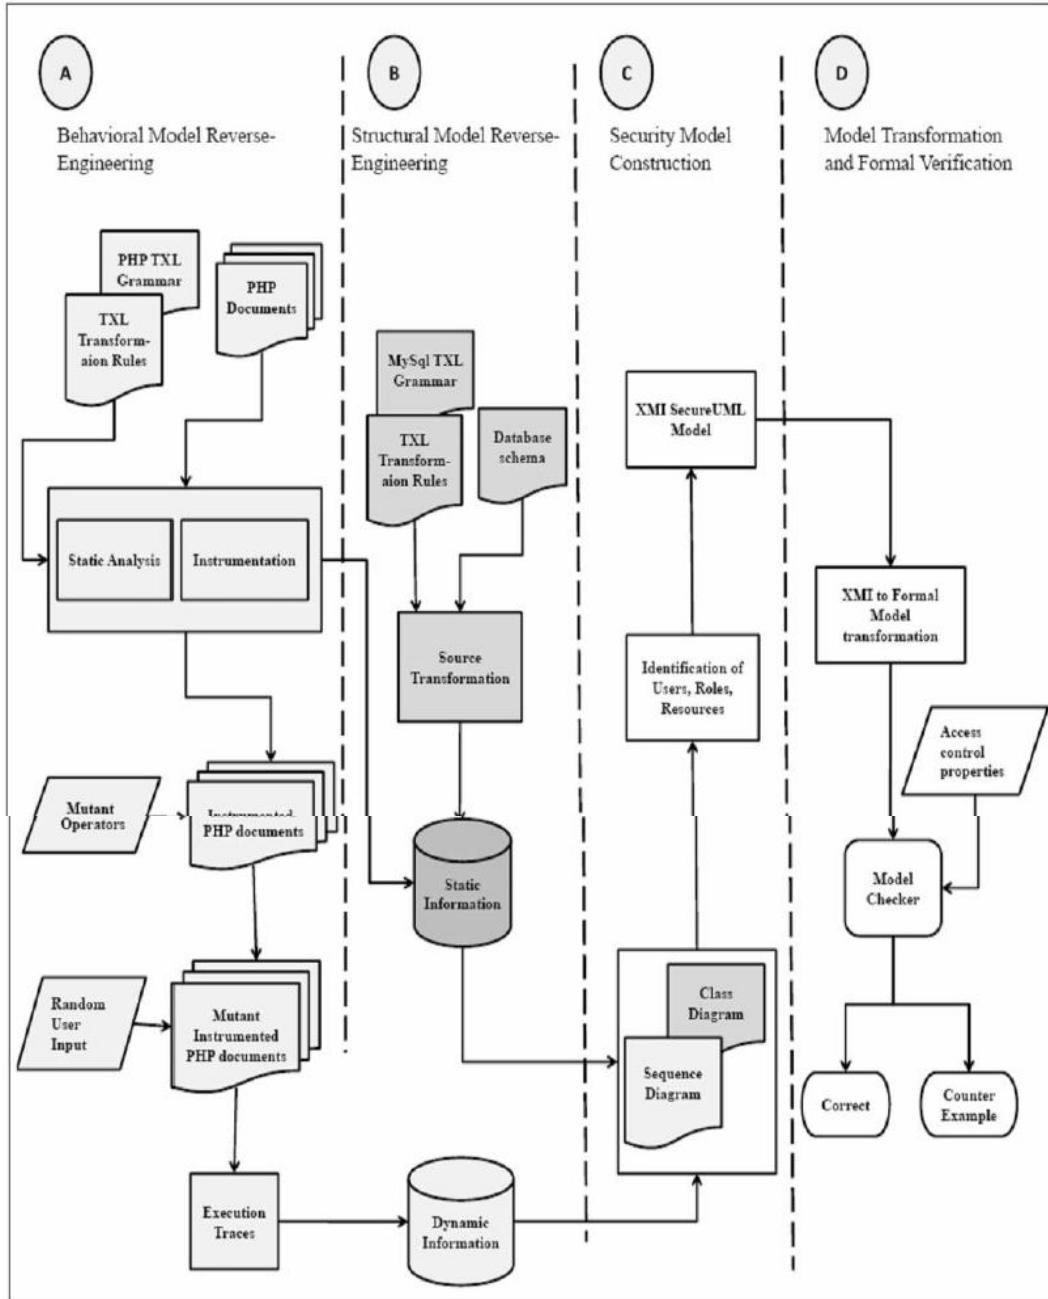 A
Behavioral Model Reverse-
Engineering
B
Structural Model Reverse-
Engineering
C
Security Model
Construction
D
Model Transformation
and Formal Verification
PHP TXL
Grammar
TXL
Transform-
aion Rules
PHP
Documents
Static Analysis
Instrumentation
Mutant
Operators
Instrumented
PHP documents
Random
User
Input
Mutant
Instrumented
PHP documents
Execution
Traces
MySql TXL
Grammar
TXL
Transform-
aion Rules
Database
schema
Source
Transformation
Static
Information
Dynamic
Information
XMI SecureUML
Model
Identification of
Users, Roles,
Resources
Class
Diagram
Sequence
Diagram
XMI to Formal
Model
transformation
Access
control
properties
Model
Checker
Correct
Counter
Example